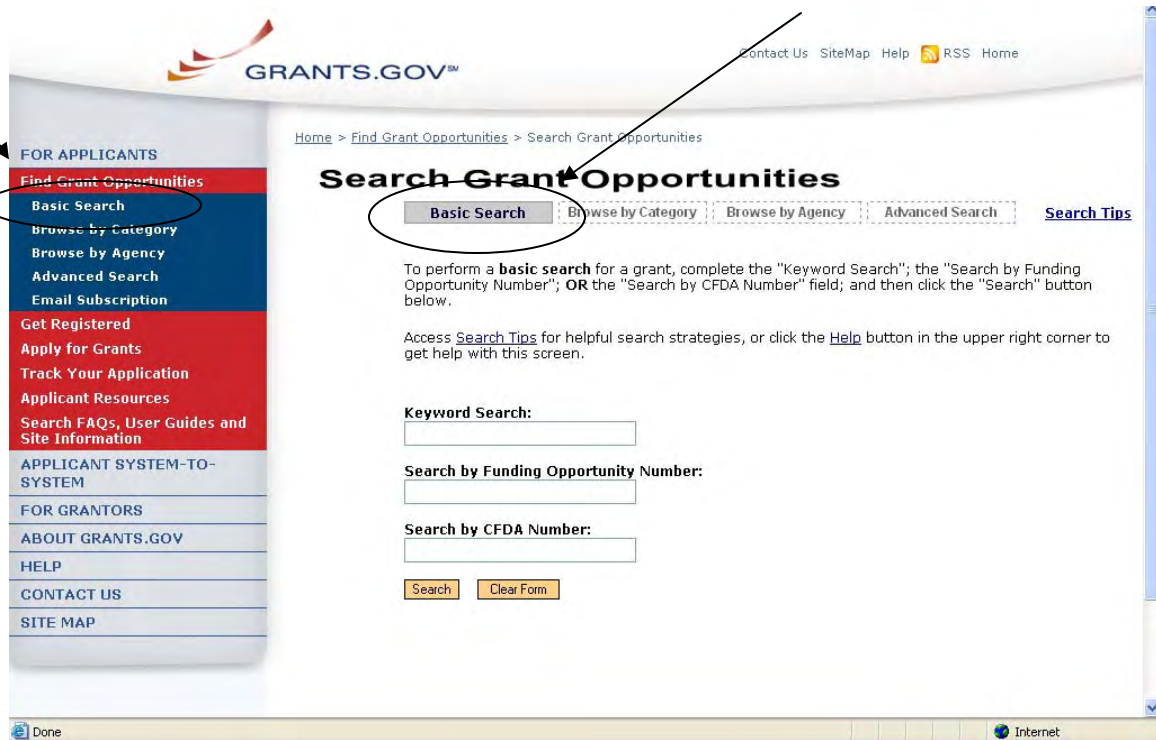 GRANTS.GOV℠
Contact Us SiteMap Help RSS Home
Home > Find Grant Opportunities > Search Grant Opportunities
FOR APPLICANTS
Find Grant Opportunities
Basic Search
Browse by Category
Browse by Agency
Advanced Search
Email Subscription
Get Registered
Apply for Grants
Track Your Application
Applicant Resources
Search FAQs, User Guides and
Site Information
APPLICANT SYSTEM-TO-
SYSTEM
FOR GRANTORS
ABOUT GRANTS.GOV
HELP
CONTACT US
SITE MAP
Search Grant Opportunities
Basic Search Browse by Category Browse by Agency Advanced Search Search Tips
To perform a basic search for a grant, complete the "Keyword Search"; the "Search by Funding
Opportunity Number"; OR the "Search by CFDA Number" field; and then click the "Search" button
below.
Access Search Tips for helpful search strategies, or click the Help button in the upper right corner to
get help with this screen.
Keyword Search:
Search by Funding Opportunity Number:
Search by CFDA Number:
Search Clear Form
Done Internet